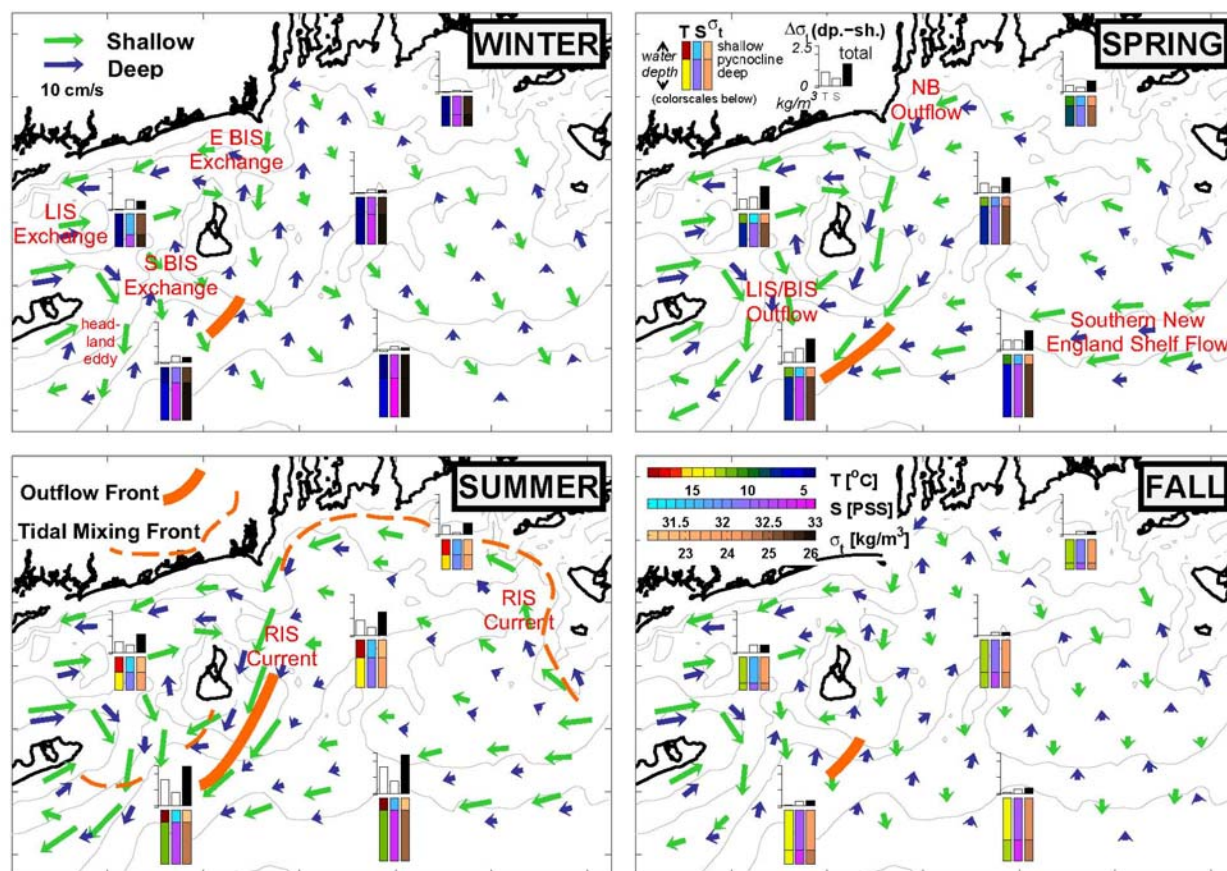 Shallow
Deep
10 cm/s
WINTER
E BIS
Exchange
LIS
Exchange
S BIS
Exchange
head-
land
eddy
T S σt
water
depth
shallow
pycnocline
deep
(colorscales below)
Δσt (dp.-sh.)
2.5
total
0
T S
kg/m3
SPRING
NB
Outflow
LIS/BIS
Outflow
Southern New
England Shelf Flow
Outflow Front
Tidal Mixing Front
SUMMER
RIS
Current
RIS
Current
T [oC]
15 10 5
S [PSS]
31.5 32 32.5 33
σt [kg/m3]
23 24 25 26
FALL